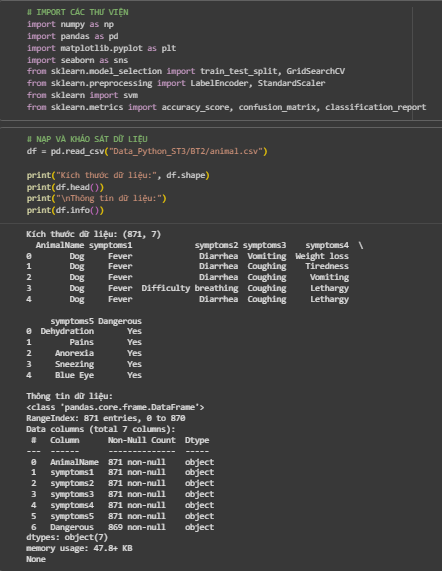 # IMPORT CÁC THƯ VIỆN
import numpy as np
import pandas as pd
import matplotlib.pyplot as plt
import seaborn as sns
from sklearn.model_selection import train_test_split, GridSearchCV
from sklearn.preprocessing import LabelEncoder, StandardScaler
from sklearn import svm
from sklearn.metrics import accuracy_score, confusion_matrix, classification_report
# NẠP VÀ KHẢO SÁT DỮ LIỆU
df = pd.read_csv("Data_Python_ST3/BT2/animal.csv")
print("Kích thước dữ liệu:", df.shape)
print(df.head())
print("\nThông tin dữ liệu:")
print(df.info())
Kích thước dữ liệu: (871, 7)
  AnimalName symptoms1             symptoms2 symptoms3    symptoms4  \
0        Dog     Fever              Diarrhea  Vomiting  Weight loss
1        Dog     Fever              Diarrhea  Coughing    Tiredness
2        Dog     Fever              Diarrhea  Coughing     Vomiting
3        Dog     Fever  Difficulty breathing  Coughing     Lethargy
4        Dog     Fever              Diarrhea  Coughing     Lethargy
     symptoms5 Dangerous
0  Dehydration       Yes
1        Pains       Yes
2     Anorexia       Yes
3     Sneezing       Yes
4     Blue Eye       Yes
Thông tin dữ liệu:
<class 'pandas.core.frame.DataFrame'>
RangeIndex: 871 entries, 0 to 870
Data columns (total 7 columns):
 #   Column      Non-Null Count  Dtype
---  ------      --------------  -----
 0   AnimalName  871 non-null    object
 1   symptoms1   871 non-null    object
 2   symptoms2   871 non-null    object
 3   symptoms3   871 non-null    object
 4   symptoms4   871 non-null    object
 5   symptoms5   871 non-null    object
 6   Dangerous   869 non-null    object
dtypes: object(7)
memory usage: 47.8+ KB
None